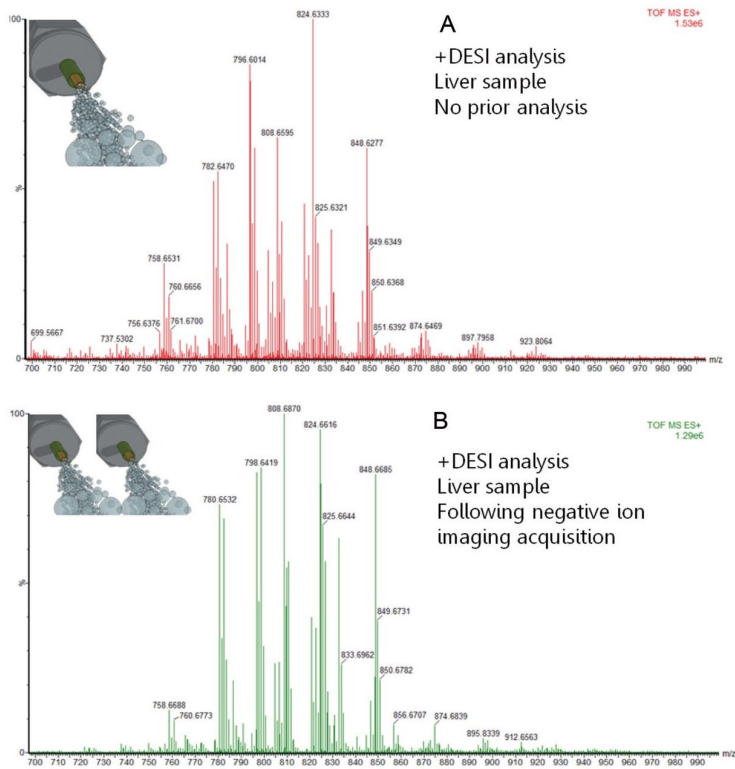 100
824.6333
TOF MS ES+
1.53e6
A
+DESI analysis
Liver sample
No prior analysis
796.6014
808.6595
848.6277
782.6470
%
825.6321
849.6349
758.6531
850.6368
760.6656
756.6376
761.6700
851.6392
874.6469
699.5667
737.5302
897.7958
923.8064
0
m/z
700 710 720 730 740 750 760 770 780 790 800 810 820 830 840 850 860 870 880 890 900 910 920 930 940 950 960 970 980 990
100
808.6870
B
TOF MS ES+
1.29e6
824.6616
+DESI analysis
Liver sample
Following negative ion
imaging acquisition
798.6419
848.6685
780.6532
825.6644
%
849.6731
833.6962
850.6782
758.6688
760.6773
856.6707
874.6839
895.8339
912.6563
0
m/z
700 710 720 730 740 750 760 770 780 790 800 810 820 830 840 850 860 870 880 890 900 910 920 930 940 950 960 970 980 990